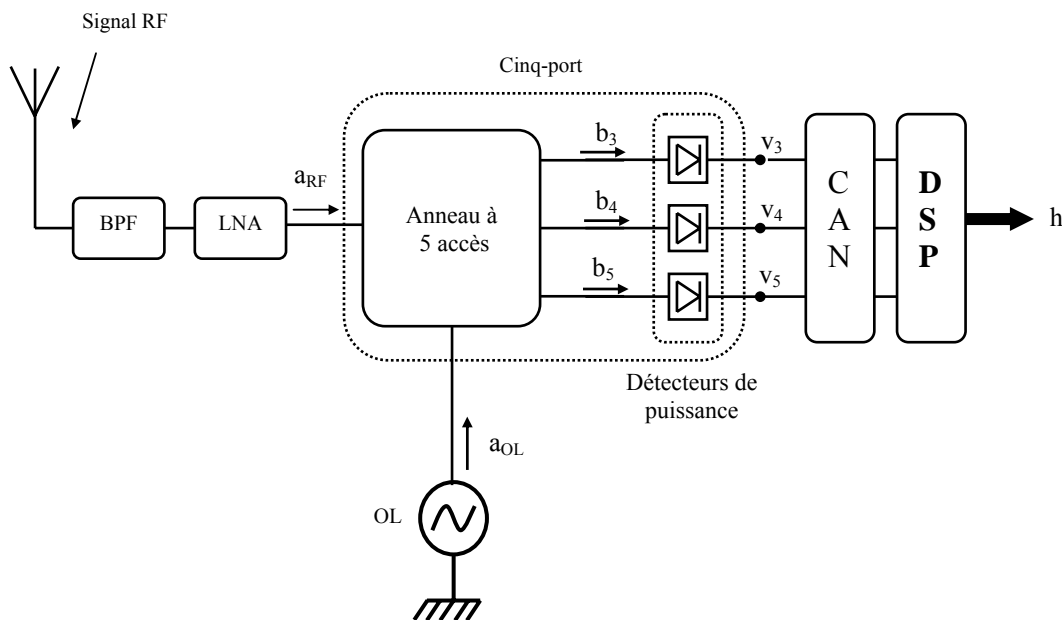 Signal RF
Cinq-port
b3
v3
aRF
BPF
LNA
Anneau à
5 accès
b4
v4
b5
v5
C
A
N
D
S
P
h
Détecteurs de
puissance
aOL
OL